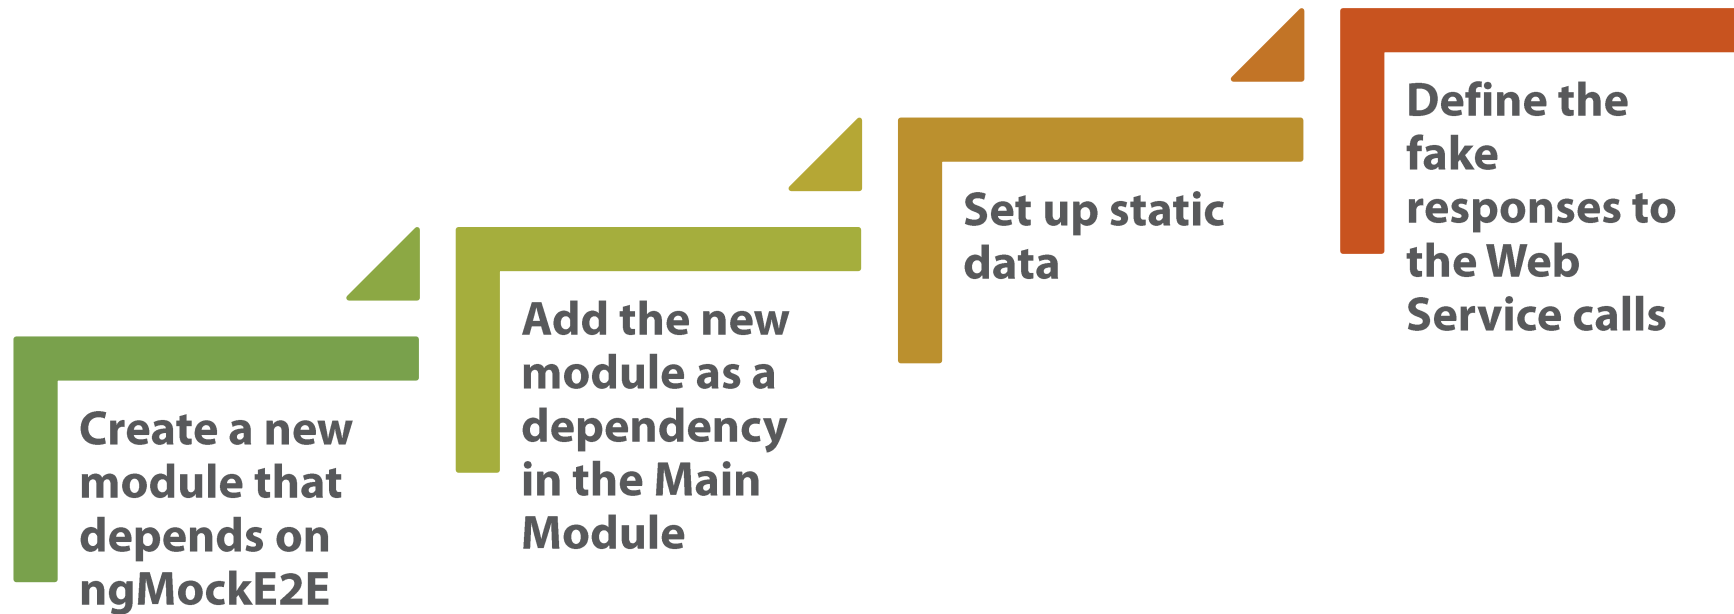 Create a new
module that
depends on
ngMockE2E
Add the new
module as a
dependency
in the Main
Module
Set up static
data
Define the
fake
responses to
the Web
Service calls